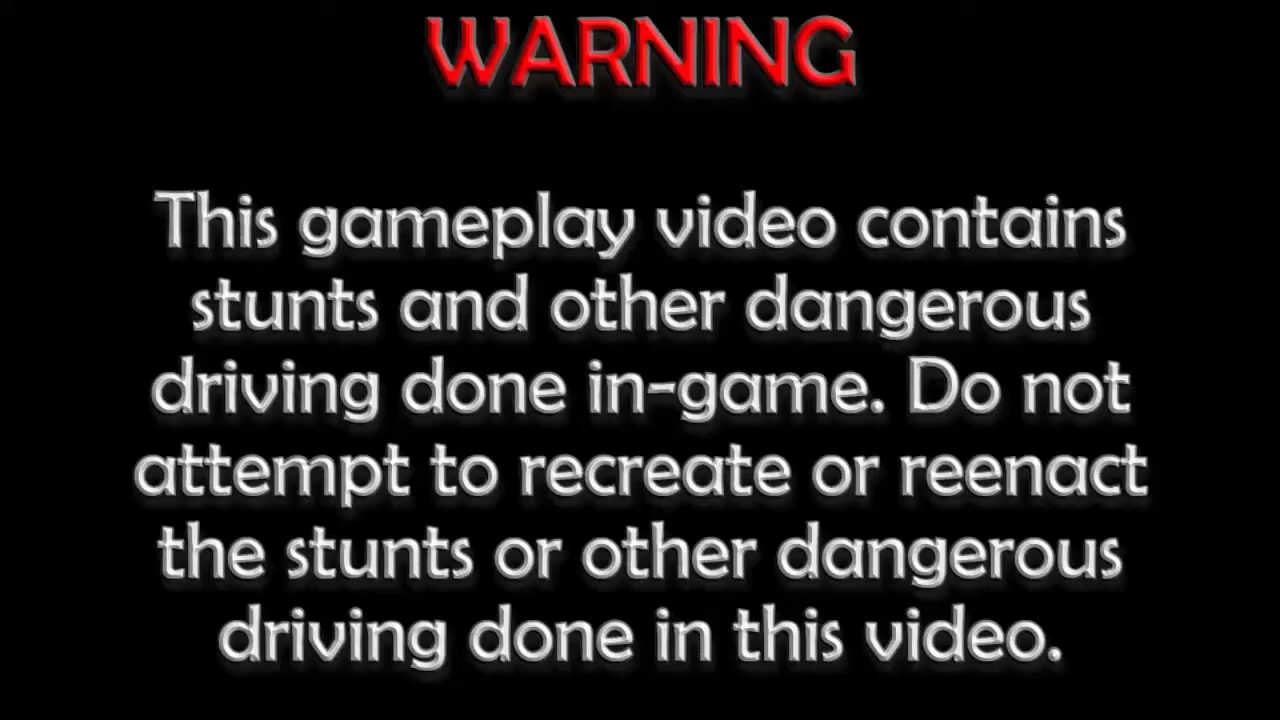 WARNING
This gameplay video contains
stunts and other dangerous
driving done in-game. Do not
attempt to recreate or reenact
the stunts or other dangerous
driving done in this video.